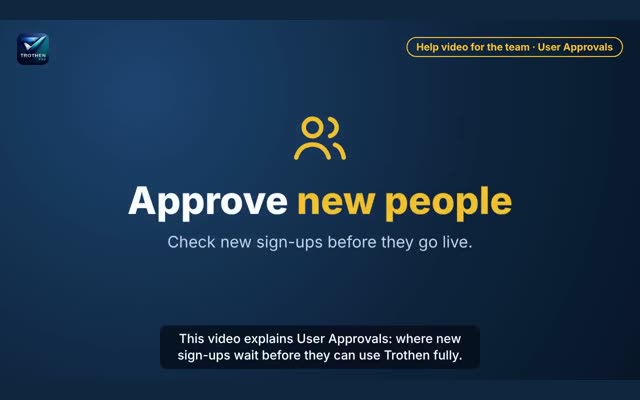 TROTHEN
Help video for the team · User Approvals
Approve new people
Check new sign-ups before they go live.
This video explains User Approvals: where new
sign-ups wait before they can use Trothen fully.